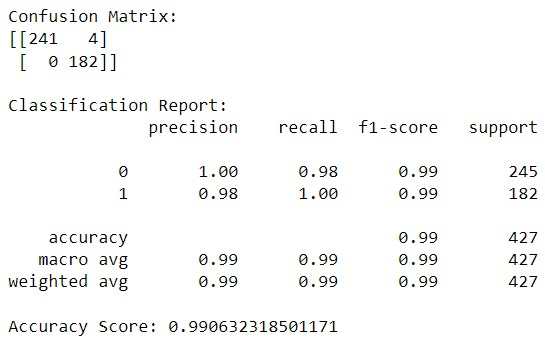 Confusion Matrix:
[[241   4]
 [  0 182]]
Classification Report:
              precision    recall  f1-score   support
           0       1.00      0.98      0.99       245
           1       0.98      1.00      0.99       182
    accuracy                           0.99       427
   macro avg       0.99      0.99      0.99       427
weighted avg       0.99      0.99      0.99       427
Accuracy Score: 0.990632318501171